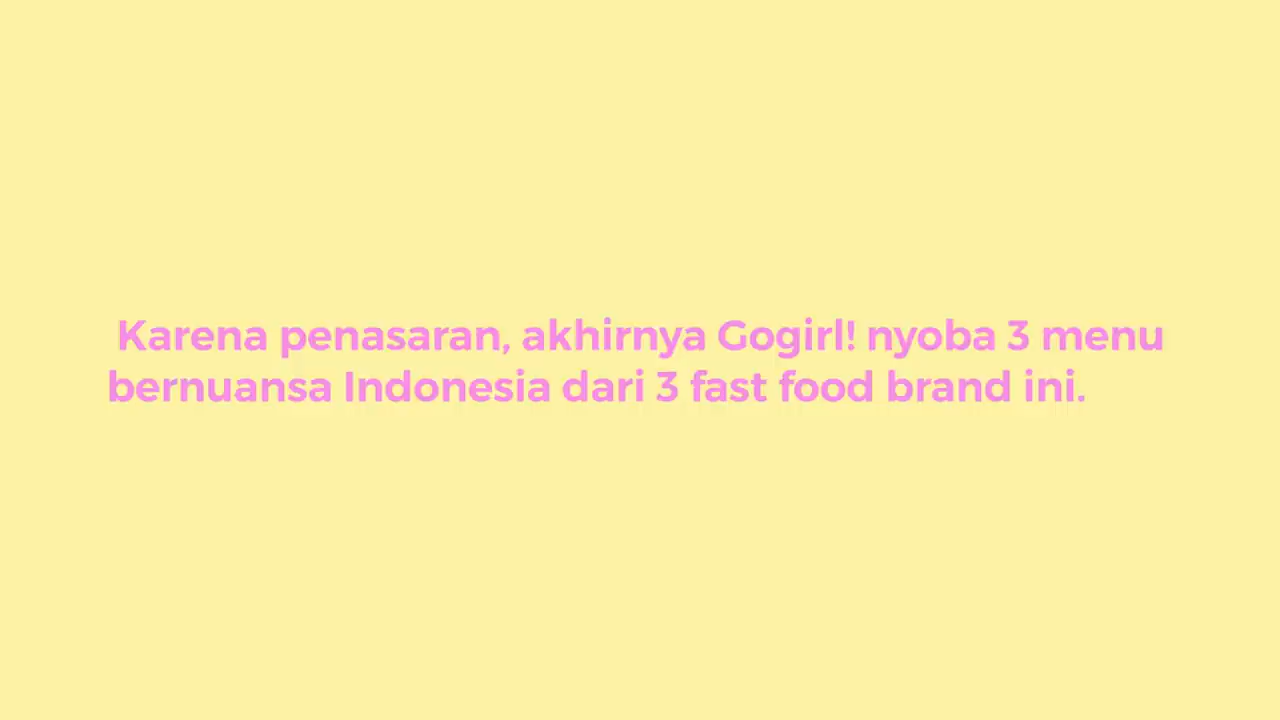 Karena penasaran, akhirnya Gogirl! nyoba 3 menu
bernuansa Indonesia dari 3 fast food brand ini.